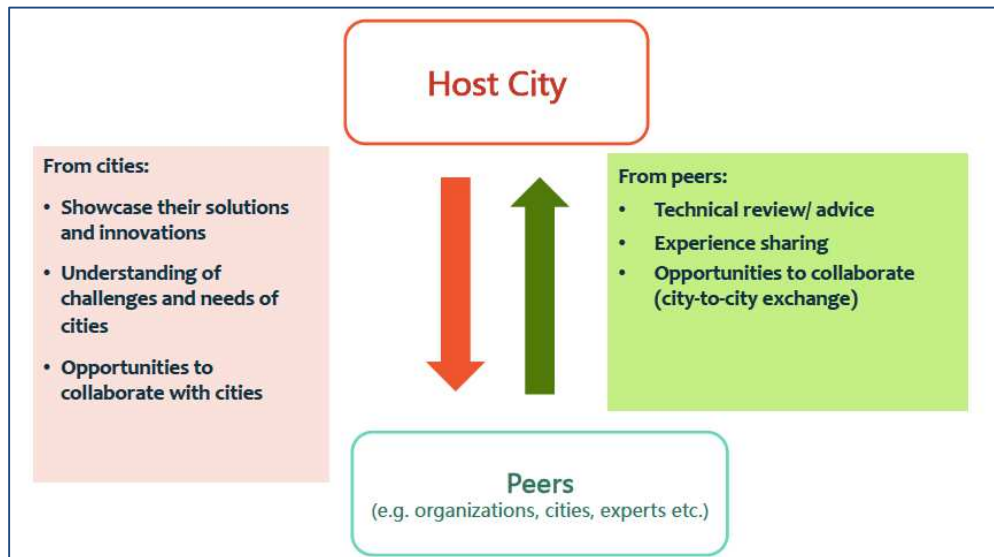 Host City
From cities:
• Showcase their solutions
and innovations
• Understanding of
challenges and needs of
cities
• Opportunities to
collaborate with cities
From peers:
• Technical review/ advice
• Experience sharing
• Opportunities to collaborate
(city-to-city exchange)
Peers
(e.g. organizations, cities, experts etc.)